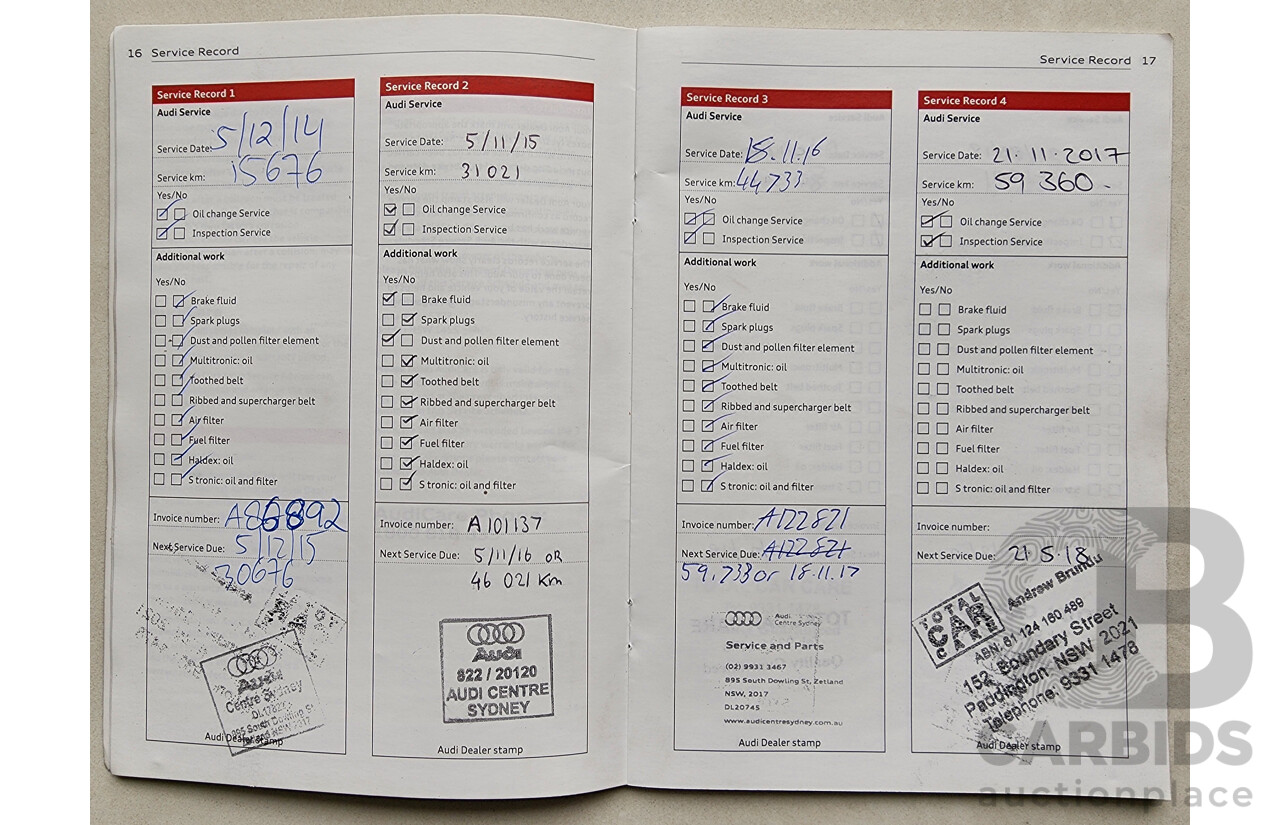 16 Service Record
Service Record 1
Audi Service
Service Date: 5/12/14
Service km: 15676
Yes/No
Oil change Service
Inspection Service
Additional work
Yes/No
Brake fluid
Spark plugs
Dust and pollen filter element
Multitronic: oil
Toothed belt
Ribbed and supercharger belt
Air filter
Fuel filter
Haldex: oil
S tronic: oil and filter
Invoice number:
Next Service Due: 5/12/15
30676
Audi
Centre Sydney
Audi Dealer stamp
Service Record 2
Audi Service
Service Date: 5/11/15
Service km: 31021
Yes/No
Oil change Service
Inspection Service
Additional work
Yes/No
Brake fluid
Spark plugs
Dust and pollen filter element
Multitronic: oil
Toothed belt
Ribbed and supercharger belt
Air filter
Fuel filter
Haldex: oil
S tronic: oil and filter
Invoice number: A101137
Next Service Due: 5/11/16 OR
46 021 Km
Audi
822 / 20120
AUDI CENTRE
SYDNEY
Audi Dealer stamp
Service Record 17
Service Record 3
Audi Service
Service Date: 18.11.16
Service km: 44733
Yes/No
Oil change Service
Inspection Service
Additional work
Yes/No
Brake fluid
Spark plugs
Dust and pollen filter element
Multitronic: oil
Toothed belt
Ribbed and supercharger belt
Air filter
Fuel filter
Haldex: oil
S tronic: oil and filter
Invoice number: A122821
Next Service Due: A122821
59,733 or 18.11.17
Audi
Centre Sydney
Service and Parts
(02) 9931 3467
895 South Dowling St, Zetland
NSW, 2017
DL20745
www.audicentresydney.com.au
Audi Dealer stamp
Service Record 4
Audi Service
Service Date: 21.11.2017
Service km: 59 360 -
Yes/No
Oil change Service
Inspection Service
Additional work
Yes/No
Brake fluid
Spark plugs
Dust and pollen filter element
Multitronic: oil
Toothed belt
Ribbed and supercharger belt
Air filter
Fuel filter
Haldex: oil
S tronic: oil and filter
Invoice number:
Next Service Due: 21.5.18
TOTAL
CAR
CARE
Andrew Brundu
ABN. 81 124 160 489
152 Boundary Street
Paddington NSW 2021
Telephone: 9331 1478
Audi Dealer stamp
CARBIDS
auctionplace